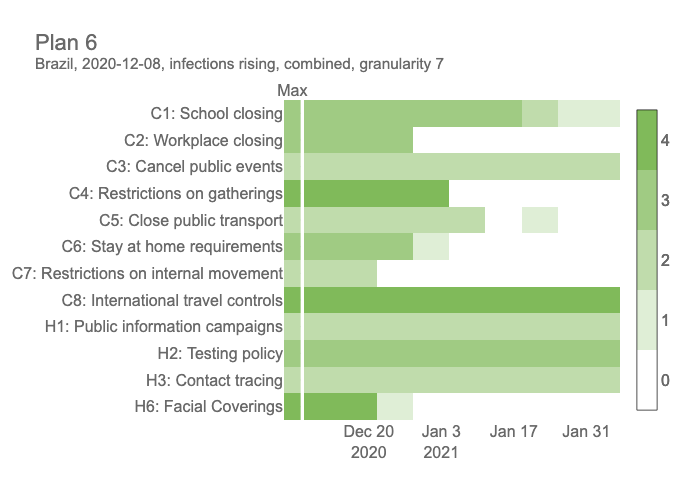 Plan 6
Brazil, 2020-12-08, infections rising, combined, granularity 7
Max
C1: School closing
C2: Workplace closing
C3: Cancel public events
C4: Restrictions on gatherings
C5: Close public transport
C6: Stay at home requirements
C7: Restrictions on internal movement
C8: International travel controls
H1: Public information campaigns
H2: Testing policy
H3: Contact tracing
H6: Facial Coverings
Dec 20 Jan 3 Jan 17 Jan 31
2020 2021
4
3
2
1
0